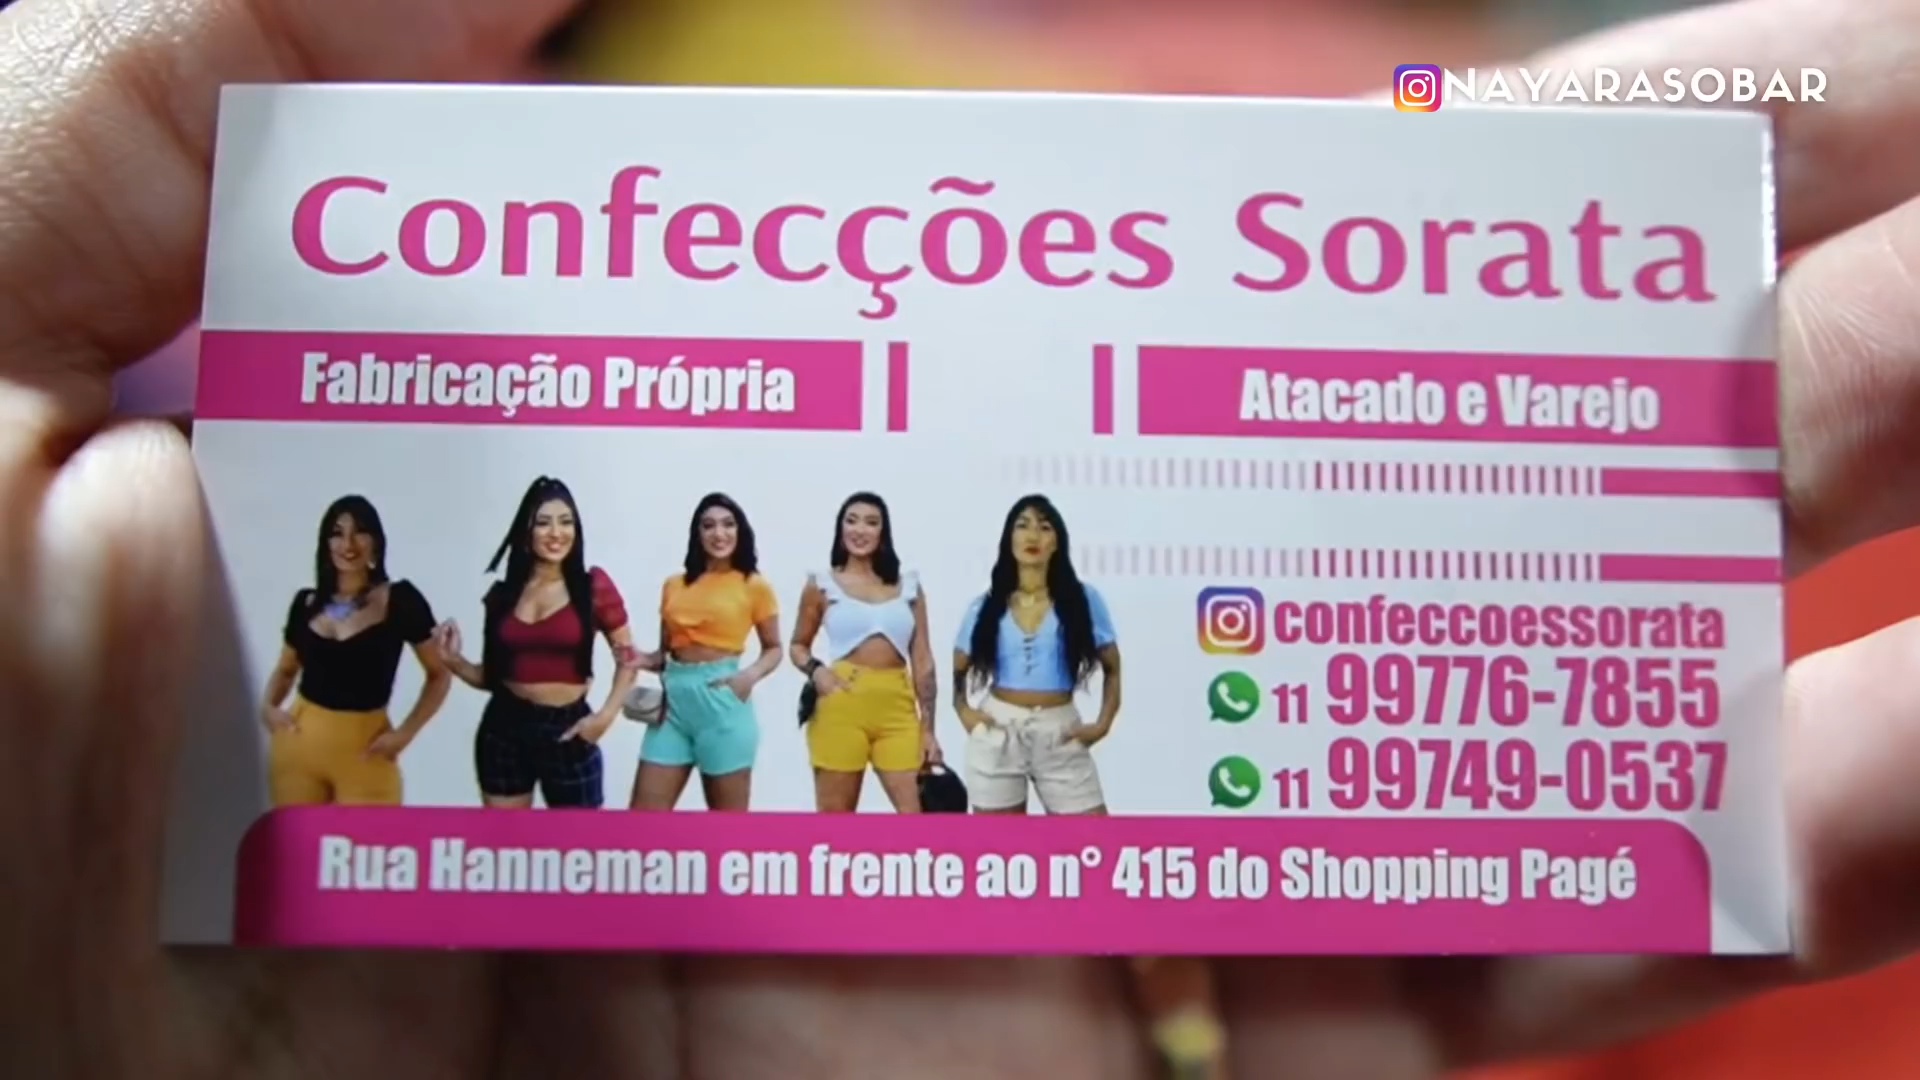 NAYARASOBAR
Confecções Sorata
Fabricação Própria
Atacado e Varejo
confeccoessorata
11 99776-7855
11 99749-0537
Rua Hanneman em frente ao n° 415 do Shopping Pagé